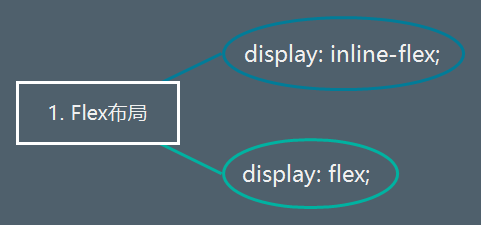 display: inline-flex;
1. Flex布局
display: flex;